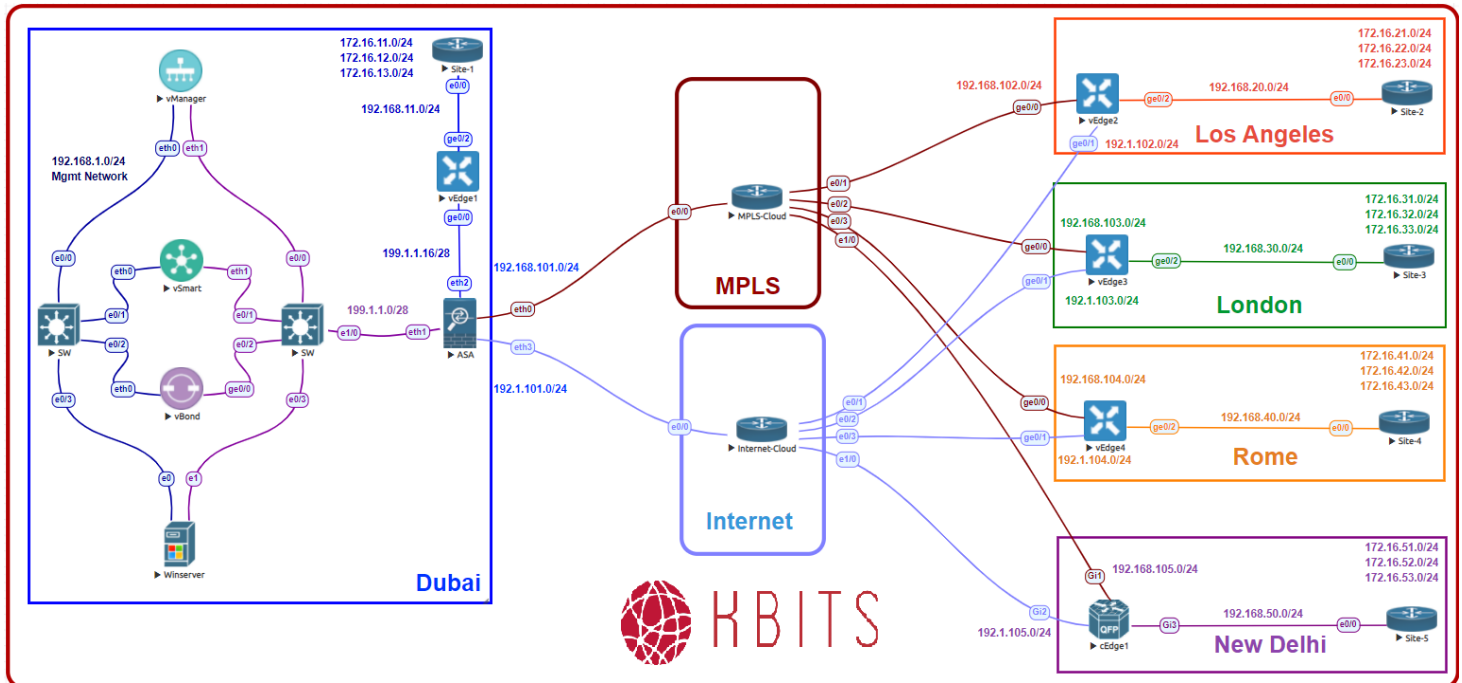 172.16.11.0/24
172.16.12.0/24
172.16.13.0/24
Site-1
e0/0
192.168.11.0/24
ge0/2
vEdge1
ge0/0
199.1.1.16/28
eth2
ASA
eth0
eth1
eth3
192.168.101.0/24
192.1.101.0/24
vManager
eth0
eth1
192.168.1.0/24
Mgmt Network
e0/0
e0/0
eth0
vSmart
eth1
e0/1
e0/1
SW
SW
e1/0
199.1.1.0/28
e0/2
e0/2
eth0
vBond
ge0/0
e0/3
e0/3
e0
e1
Winserver
Dubai
e0/0
MPLS-Cloud
e0/1
e0/2
e0/3
e1/0
MPLS
e0/0
Internet-Cloud
e0/1
e0/2
e0/3
e1/0
Internet
KBITS
172.16.21.0/24
172.16.22.0/24
172.16.23.0/24
192.168.102.0/24
ge0/0
vEdge2
ge0/1
192.1.102.0/24
ge0/2
192.168.20.0/24
e0/0
Site-2
Los Angeles
172.16.31.0/24
172.16.32.0/24
172.16.33.0/24
192.168.103.0/24
ge0/0
vEdge3
ge0/1
192.1.103.0/24
ge0/2
192.168.30.0/24
e0/0
Site-3
London
172.16.41.0/24
172.16.42.0/24
172.16.43.0/24
192.168.104.0/24
ge0/0
vEdge4
ge0/1
192.1.104.0/24
ge0/2
192.168.40.0/24
e0/0
Site-4
Rome
172.16.51.0/24
172.16.52.0/24
172.16.53.0/24
Gi1
192.168.105.0/24
Gi2
192.1.105.0/24
QFP
cEdge1
Gi3
192.168.50.0/24
e0/0
Site-5
New Delhi